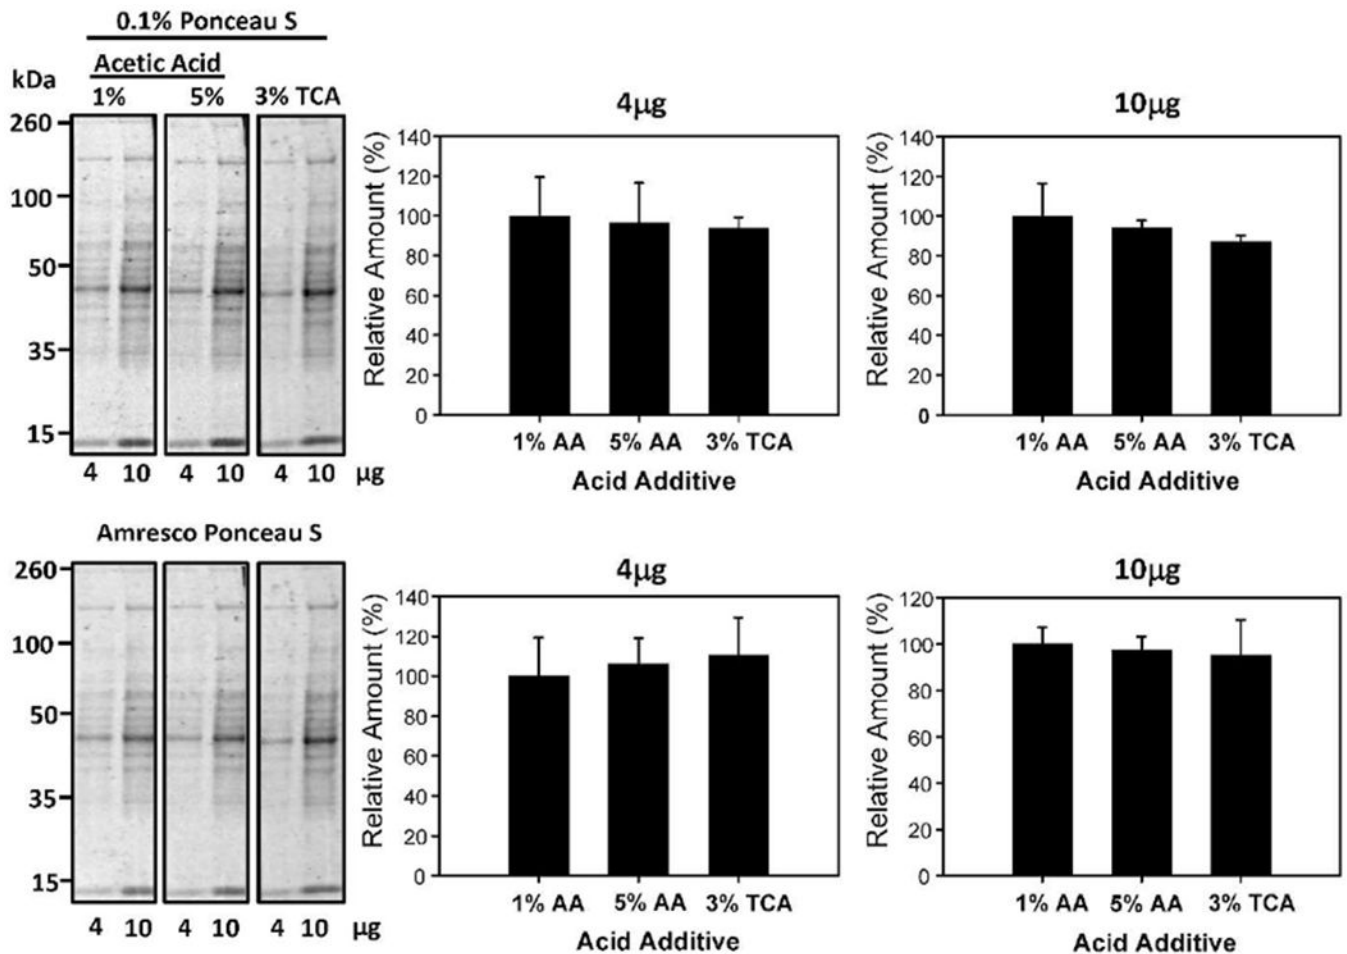 0.1% Ponceau S
Acetic Acid
kDa
1% 5% 3% TCA
260
100
50
35
15
4 10 4 10 4 10 µg
4µg
Relative Amount (%)
140
120
100
80
60
40
20
0
1% AA 5% AA 3% TCA
Acid Additive
10µg
Relative Amount (%)
140
120
100
80
60
40
20
0
1% AA 5% AA 3% TCA
Acid Additive
Amresco Ponceau S
260
100
50
35
15
4 10 4 10 4 10 µg
4µg
Relative Amount (%)
140
120
100
80
60
40
20
0
1% AA 5% AA 3% TCA
Acid Additive
10µg
Relative Amount (%)
120
100
80
60
40
20
0
1% AA 5% AA 3% TCA
Acid Additive